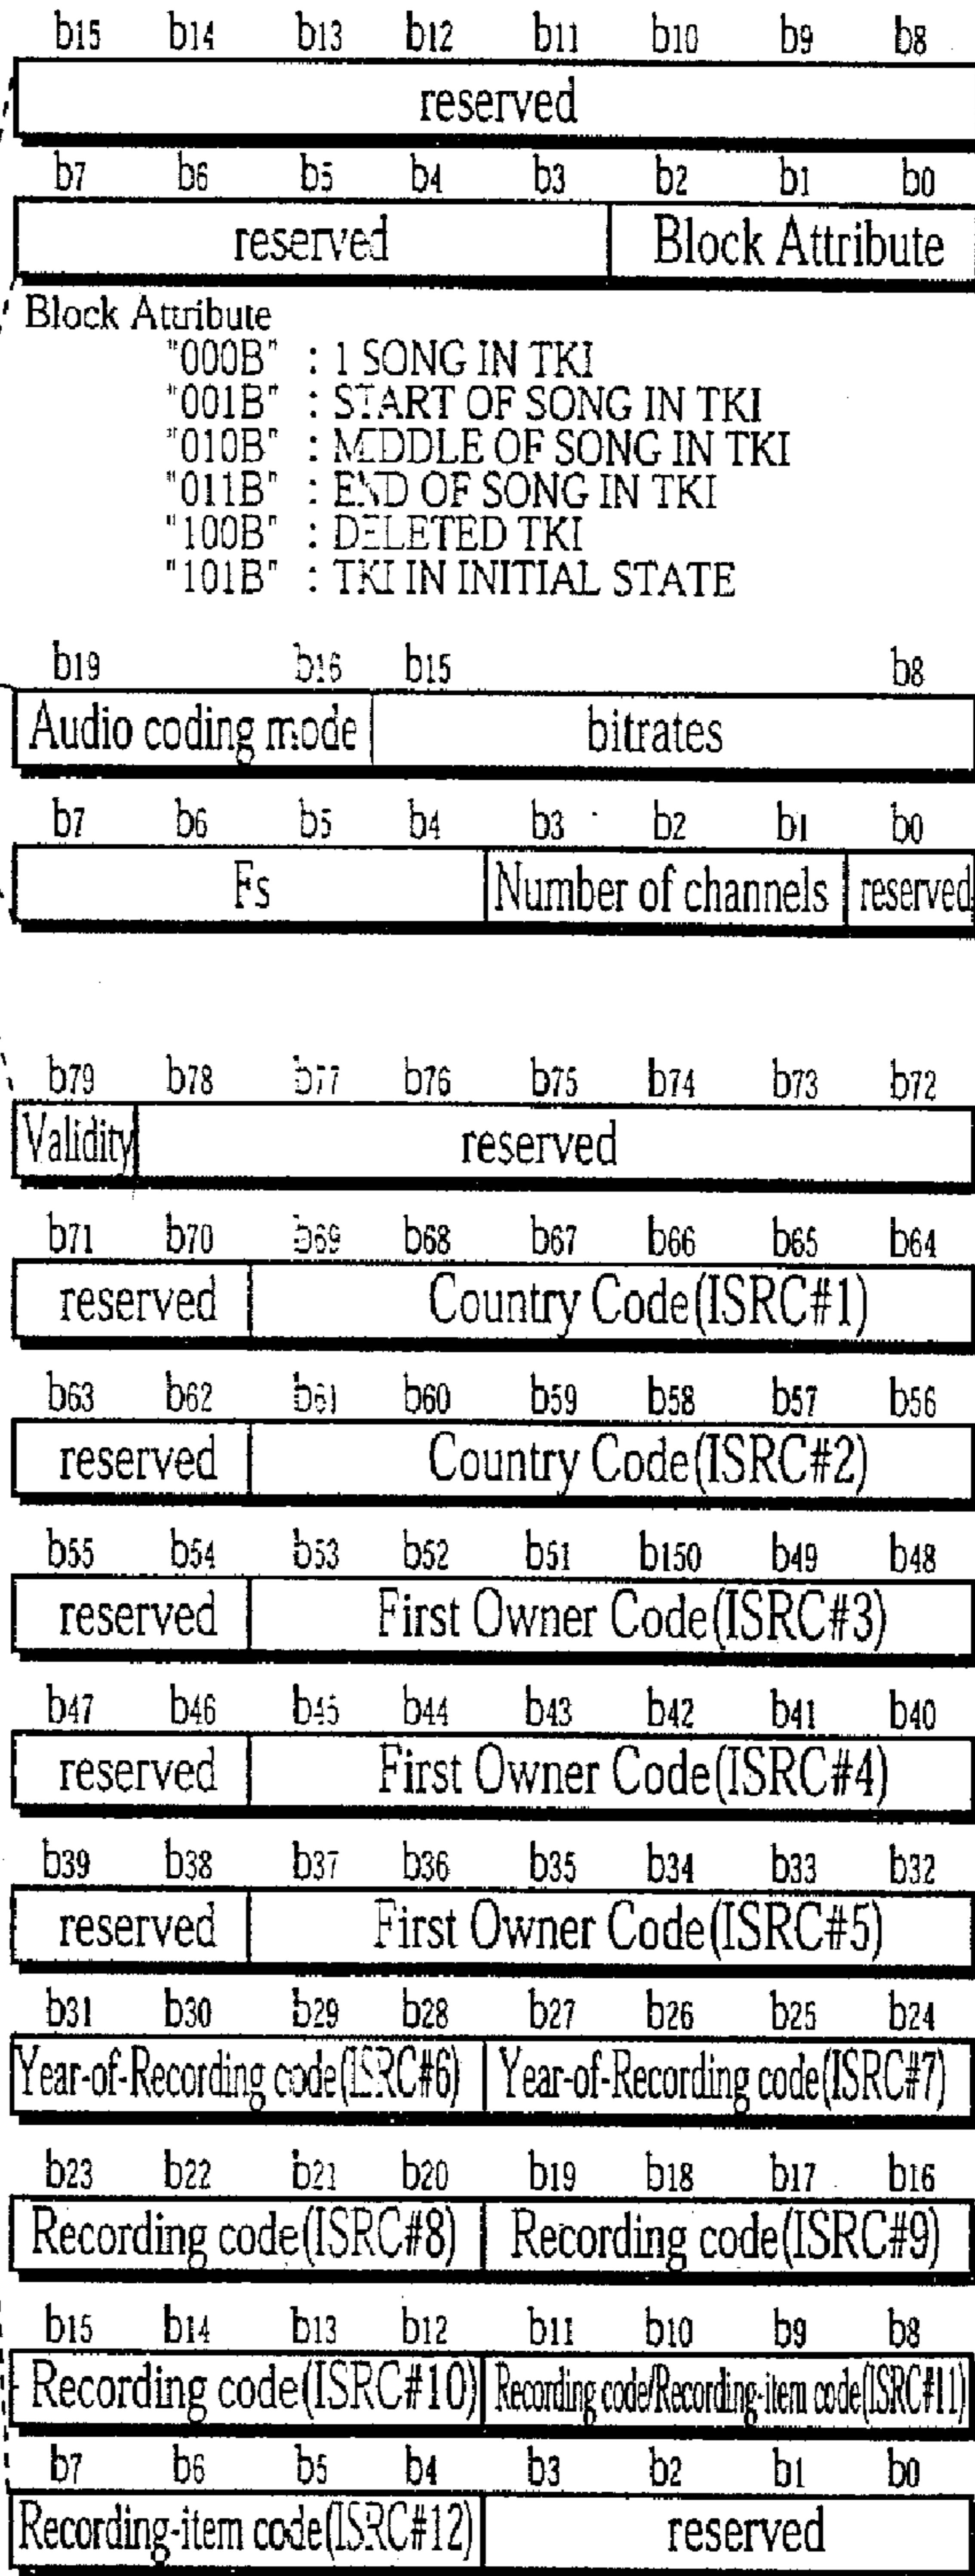 b15 b14 b13 b12 b11 b10 b9 b8
reserved
b7 b6 b5 b4 b3 b2 b1 b0
reserved Block Attribute
Block Attribute
"000B" : 1 SONG IN TKI
"001B" : START OF SONG IN TKI
"010B" : MIDDLE OF SONG IN TKI
"011B" : END OF SONG IN TKI
"100B" : DELETED TKI
"101B" : TKI IN INITIAL STATE
b19 b16 b15 b8
Audio coding mode bitrates
b7 b6 b5 b4 b3 b2 b1 b0
Fs Number of channels reserved
b79 b78 b77 b76 b75 b74 b73 b72
Validity reserved
b71 b70 b69 b68 b67 b66 b65 b64
reserved Country Code(ISRC#1)
b63 b62 b61 b60 b59 b58 b57 b56
reserved Country Code(ISRC#2)
b55 b54 b53 b52 b51 b150 b49 b48
reserved First Owner Code(ISRC#3)
b47 b46 b45 b44 b43 b42 b41 b40
reserved First Owner Code(ISRC#4)
b39 b38 b37 b36 b35 b34 b33 b32
reserved First Owner Code(ISRC#5)
b31 b30 b29 b28 b27 b26 b25 b24
Year-of-Recording code(ISRC#6) Year-of-Recording code(ISRC#7)
b23 b22 b21 b20 b19 b18 b17 b16
Recording code(ISRC#8) Recording code(ISRC#9)
b15 b14 b13 b12 b11 b10 b9 b8
Recording code(ISRC#10) Recording code/Recording-item code(ISRC#11)
b7 b6 b5 b4 b3 b2 b1 b0
Recording-item code(ISRC#12) reserved